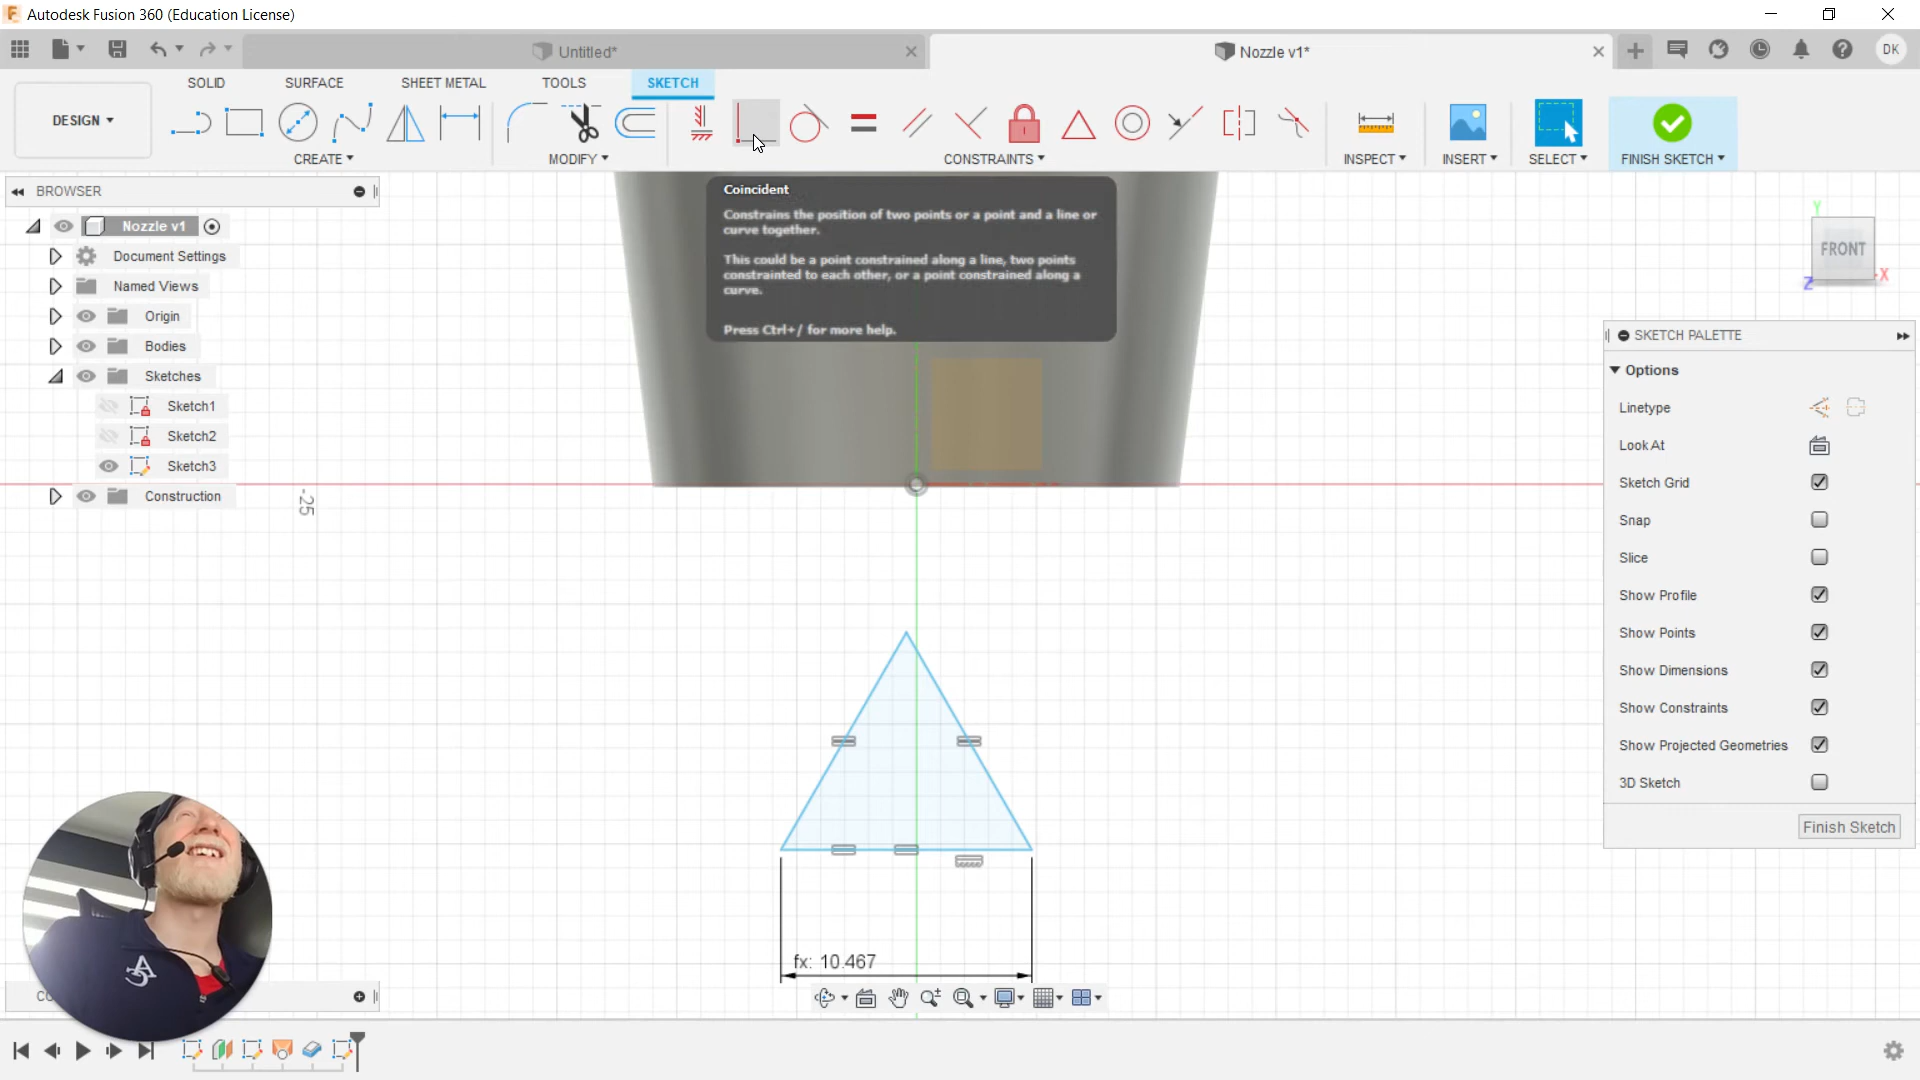 Autodesk Fusion 360 (Education License)
Untitled*
Nozzle v1*
DK
SOLID
SURFACE
SHEET METAL
TOOLS
SKETCH
DESIGN
CREATE
MODIFY
CONSTRAINTS
INSPECT
INSERT
SELECT
FINISH SKETCH
BROWSER
Nozzle v1
Document Settings
Named Views
Origin
Bodies
Sketches
Sketch1
Sketch2
Sketch3
Construction
Coincident
Constrains the position of two points or a point and a line or
curve together.
This could be a point constrained along a line, two points
constrainted to each other, or a point constrained along a
curve.
Press Ctrl+/ for more help.
-25
Y
FRONT
X
Z
SKETCH PALETTE
Options
Linetype
Look At
Sketch Grid
Snap
Slice
Show Profile
Show Points
Show Dimensions
Show Constraints
Show Projected Geometries
3D Sketch
Finish Sketch
fx: 10.467